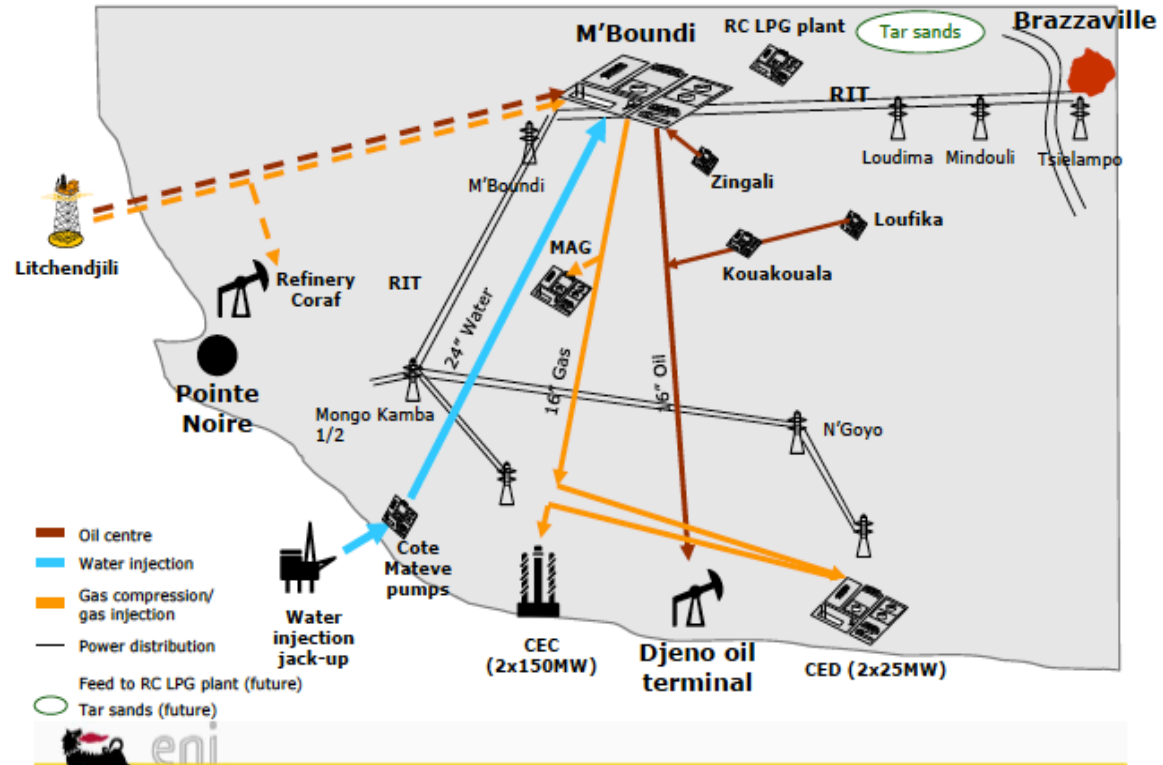 Brazzaville
RC LPG plant
Tar sands
M'Boundi
RIT
Loudima
Mindouli
Tsielampo
M'Boundi
Zingali
Loufika
Litchendjili
MAG
Kouakouala
Refinery
Coraf
RIT
24" Water
16" Gas
6" Oil
Pointe
Noire
Mongo Kamba
1/2
N'Goyo
Oil centre
Water injection
Gas compression/
gas injection
Power distribution
Feed to RC LPG plant (future)
Tar sands (future)
Cote
Mateve
pumps
Water
injection
jack-up
CEC
(2x150MW)
Djeno oil
terminal
CED (2x25MW)
eni